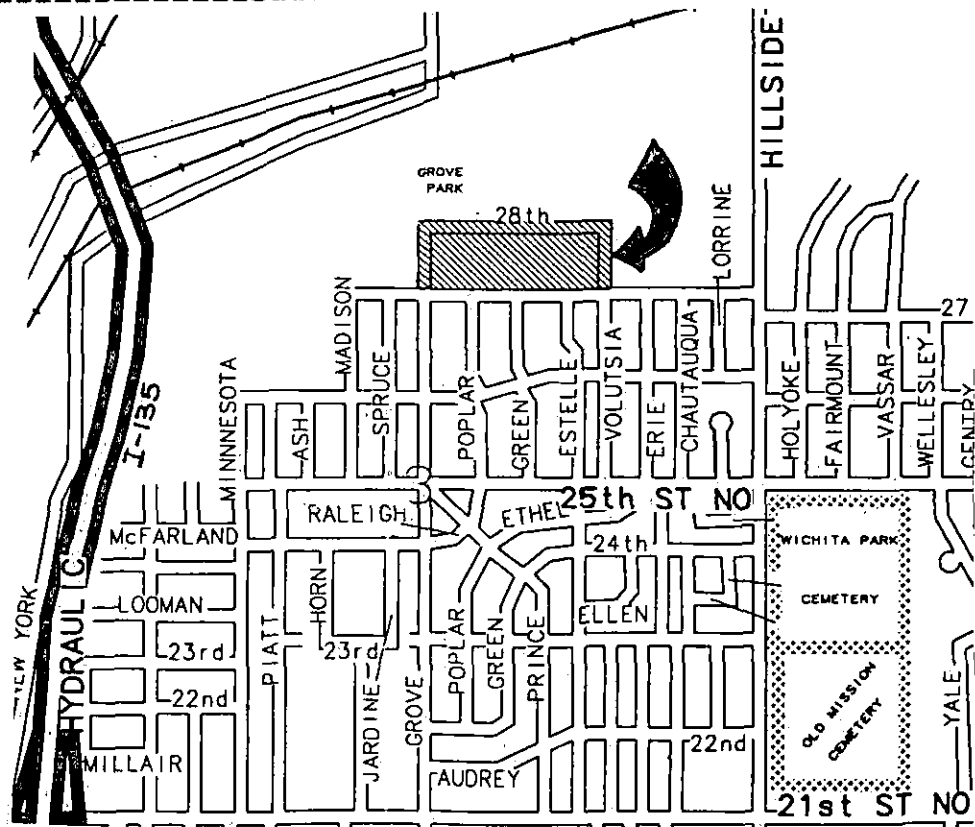 HILLSIDE
GROVE
PARK
28th
LORRINE
MADISON
27
MINNNESOTA
SPRUCE
ASH
POPLAR
GREEN
ESTELLE
VOLUTSIA
ERIE
CHAUTAUQUA
HOLYOKE
FAIRMOUNT
VASSAR
WELLESLEY
GENTRY
I-135
25th ST NO
RALEIGH
ETHEL
McFARLAND
24th
WICHITA PARK
CEMETERY
NEW YORK
HYDRAULIC
LOOMAN
HORN
ELLEN
23rd
23rd
PIATT
JARDINE
GROVE
POPLAR
GREEN
PRINCE
22nd
22nd
OLD MISSION
CEMETERY
YALE
MILLAIR
AUDREY
21st ST NO